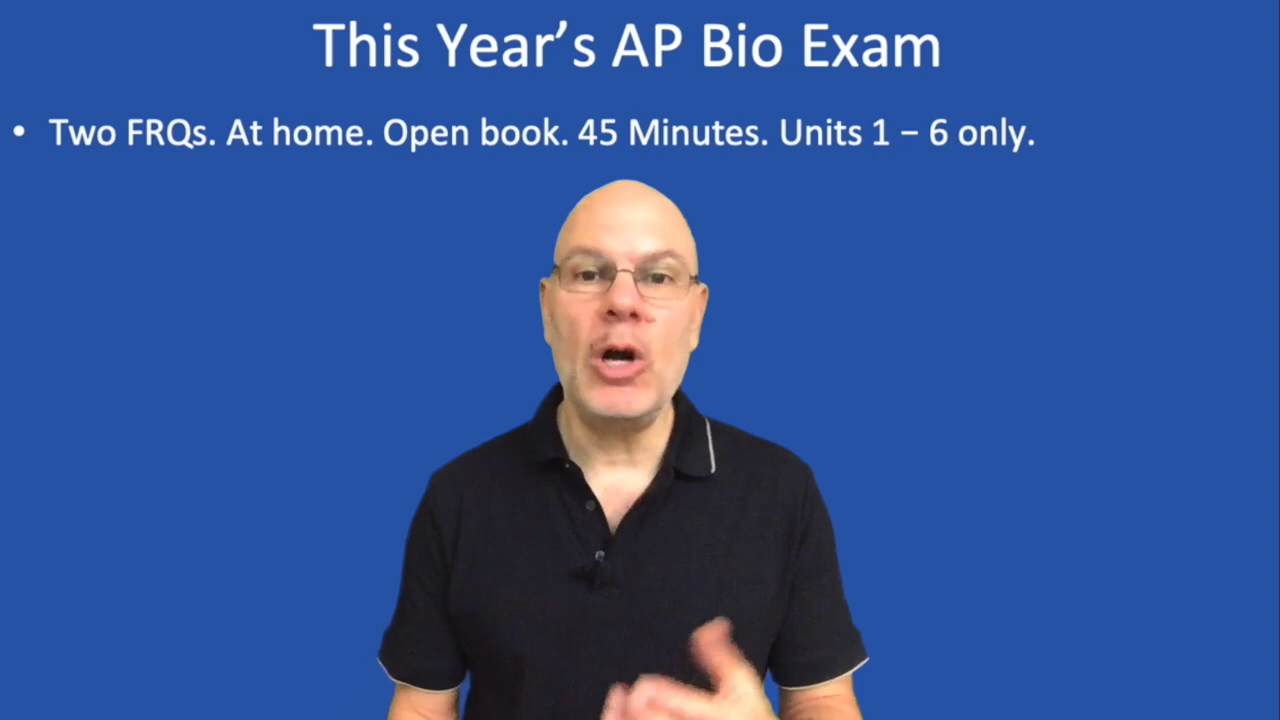 This Year’s AP Bio Exam
• Two FRQs. At home. Open book. 45 Minutes. Units 1 – 6 only.